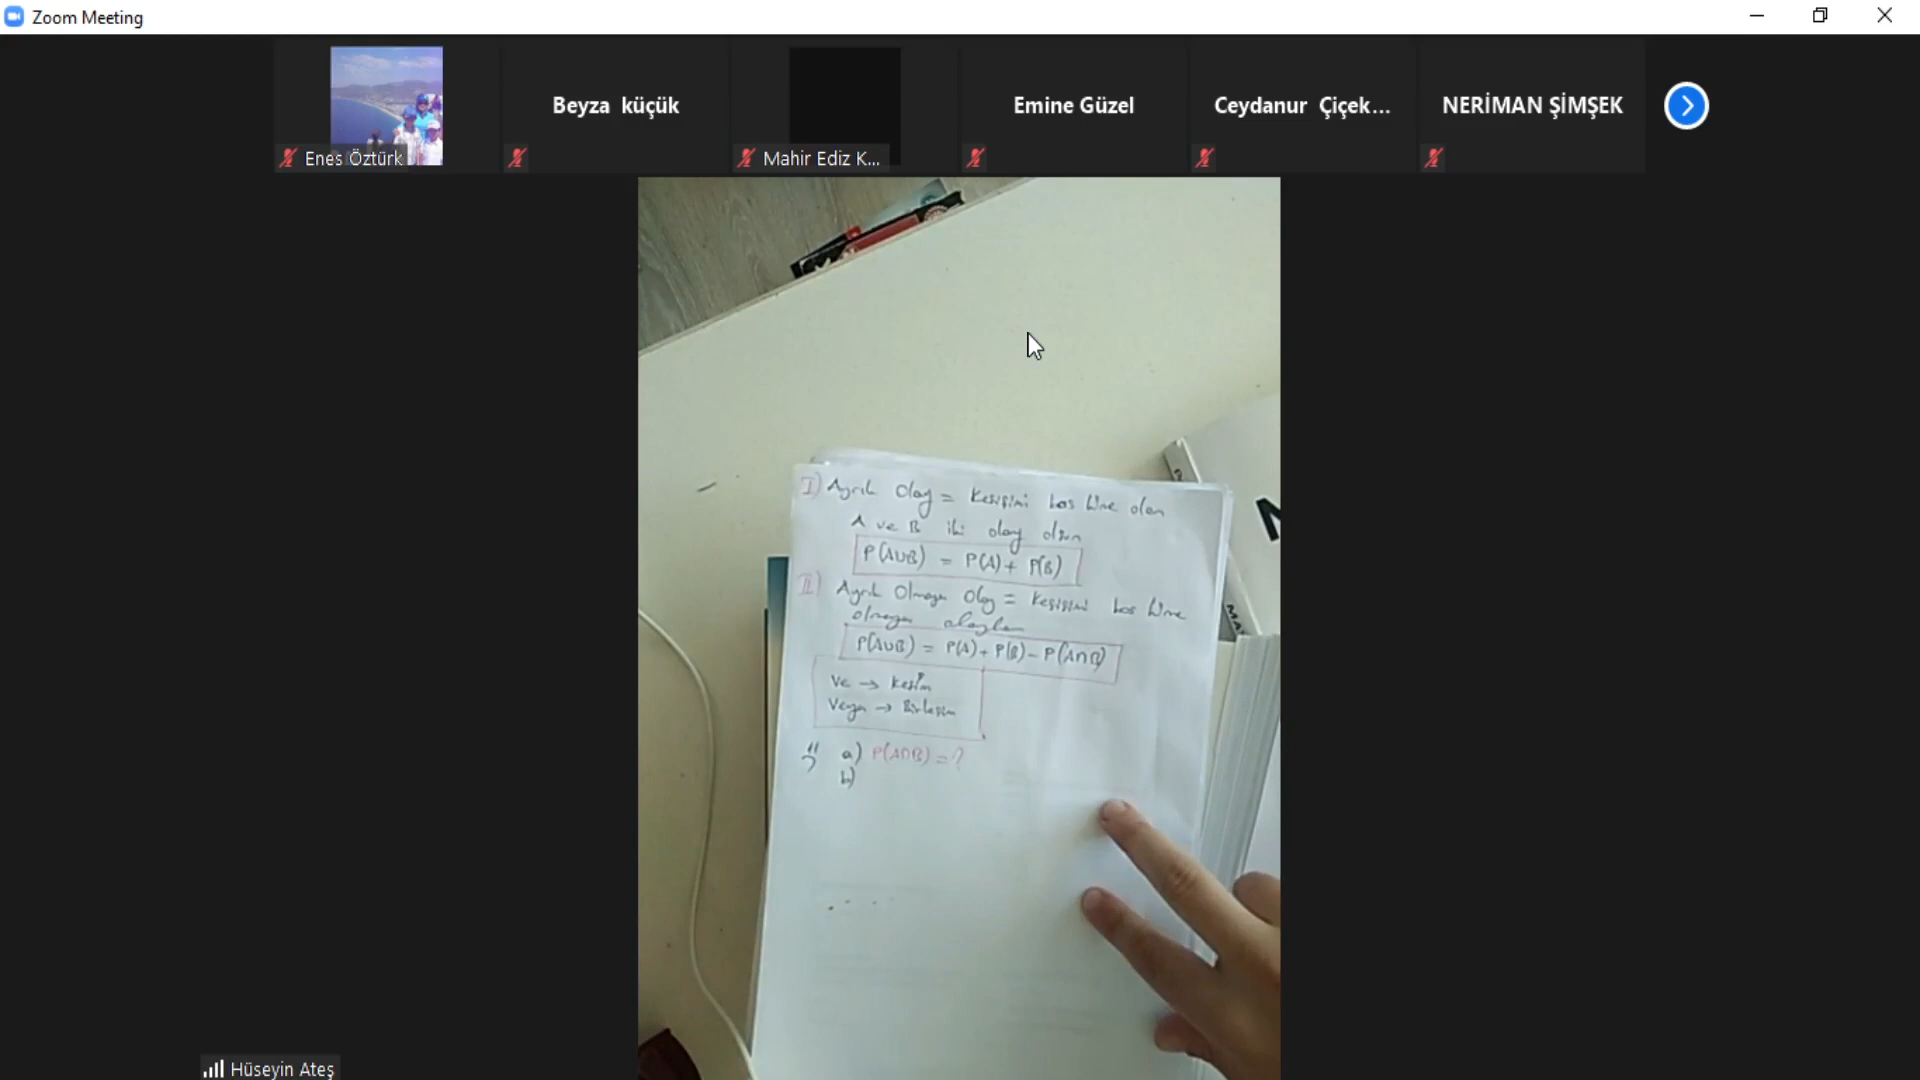 Zoom Meeting
Enes Öztürk
Beyza küçük
Mahir Ediz K...
Emine Güzel
Ceydanur Çiçek...
NERİMAN ŞİMŞEK
I) Ayrık Olay = Kesişimi boş küme olan
A ve B iki olay olsun
P(A∪B) = P(A) + P(B)
II) Ayrık Olmayan Olay = Kesişimi boş küme
olmayan olaylar
P(A∪B) = P(A) + P(B) - P(A∩B)
Ve → Kesim
Veya → Birleşim
a) P(A∩B) = ?
b)
Hüseyin Ateş